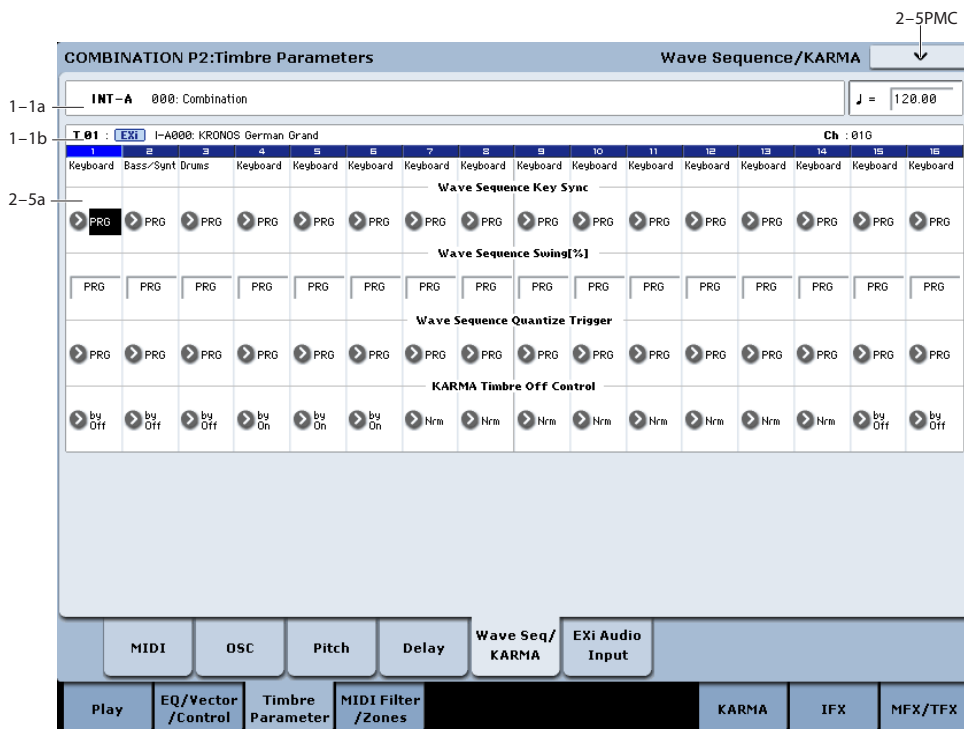 2–5PMC
COMBINATION P2:Timbre Parameters Wave Sequence/KARMA
1–1a INT-A 000: Combination ♩ = 120.00
1–1b T 01 : EXi I-A000: KRONOS German Grand Ch : 01G
1 2 3 4 5 6 7 8 9 10 11 12 13 14 15 16
Keyboard Bass/Synt Drums Keyboard Keyboard Keyboard Keyboard Keyboard Keyboard Keyboard Keyboard Keyboard Keyboard Keyboard Keyboard Keyboard
2–5a Wave Sequence Key Sync
PRG PRG PRG PRG PRG PRG PRG PRG PRG PRG PRG PRG PRG PRG PRG PRG
Wave Sequence Swing[%]
PRG PRG PRG PRG PRG PRG PRG PRG PRG PRG PRG PRG PRG PRG PRG PRG
Wave Sequence Quantize Trigger
PRG PRG PRG PRG PRG PRG PRG PRG PRG PRG PRG PRG PRG PRG PRG PRG
KARMA Timbre Off Control
by Off by Off by Off by On by On by On Nrm Nrm Nrm Nrm Nrm Nrm Nrm Nrm by Off by Off
MIDI OSC Pitch Delay Wave Seq/ KARMA EXi Audio Input
Play EQ/Vector /Control Timbre Parameter MIDI Filter /Zones KARMA IFX MFX/TFX